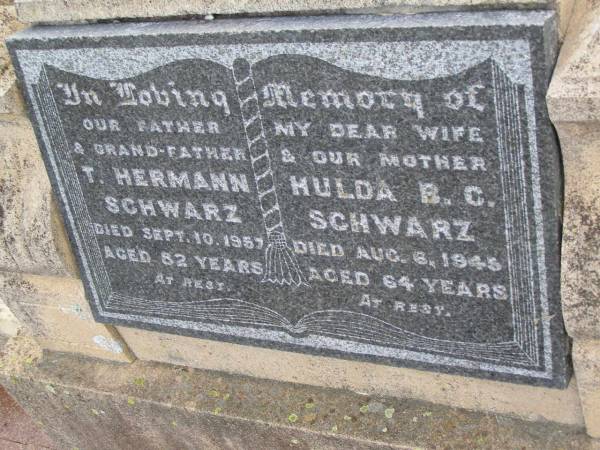 In Loving Memory of
OUR FATHER
& GRAND-FATHER
T. HERMANN
SCHWARZ
DIED SEPT. 10. 1957
AGED 82 YEARS
AT REST.
MY DEAR WIFE
& OUR MOTHER
HULDA B. C.
SCHWARZ
DIED AUG. 6, 1945
AGED 64 YEARS
AT REST.